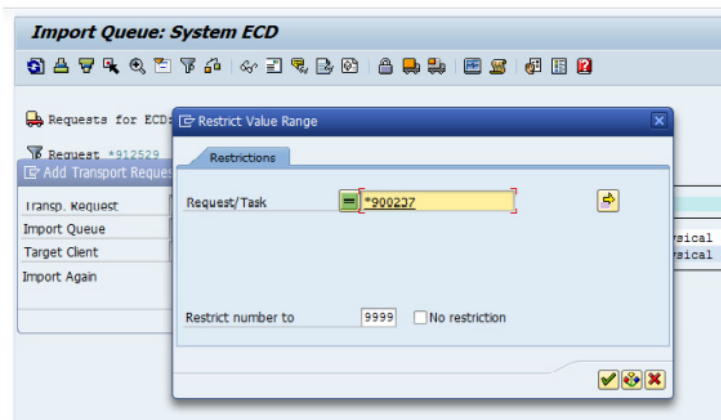 Import Queue: System ECD
Requests for ECD:
Request *912529
Restrict Value Range
Restrictions
Request/Task *900237
Restrict number to 9999 No restriction
Add Transport Reques
Transp. Request
Import Queue
Target Client
Import Again
ysical
ysical